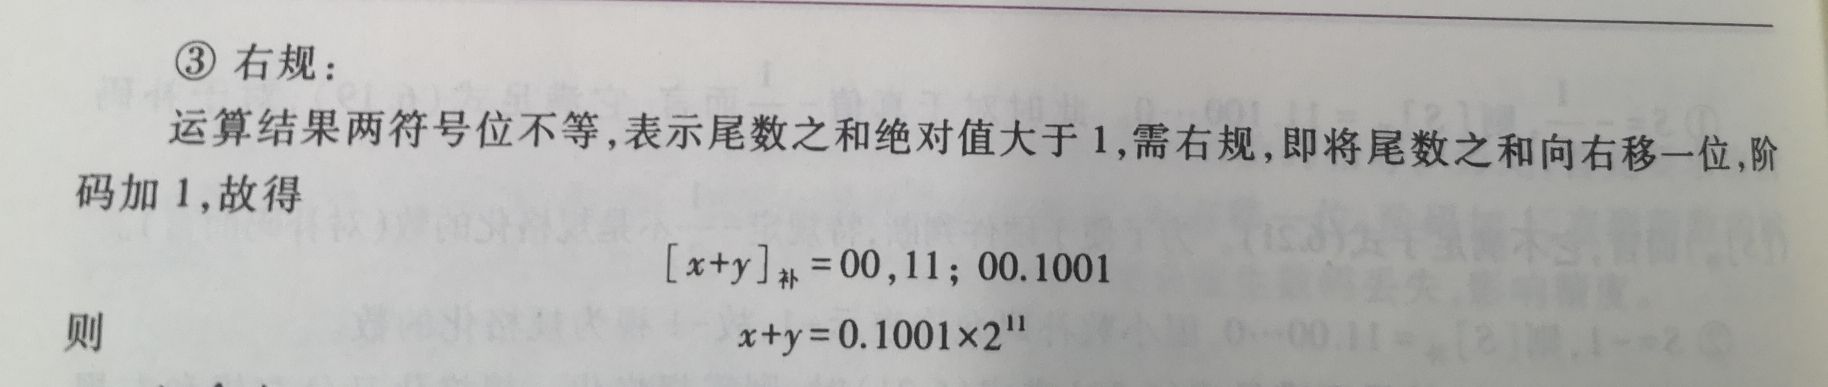 ③ 右规：
运算结果两符号位不等，表示尾数之和绝对值大于 1，需右规，即将尾数之和向右移一位，阶
码加 1，故得
[x+y]补 = 00，11；00.1001
则 x+y = 0.1001×2¹¹